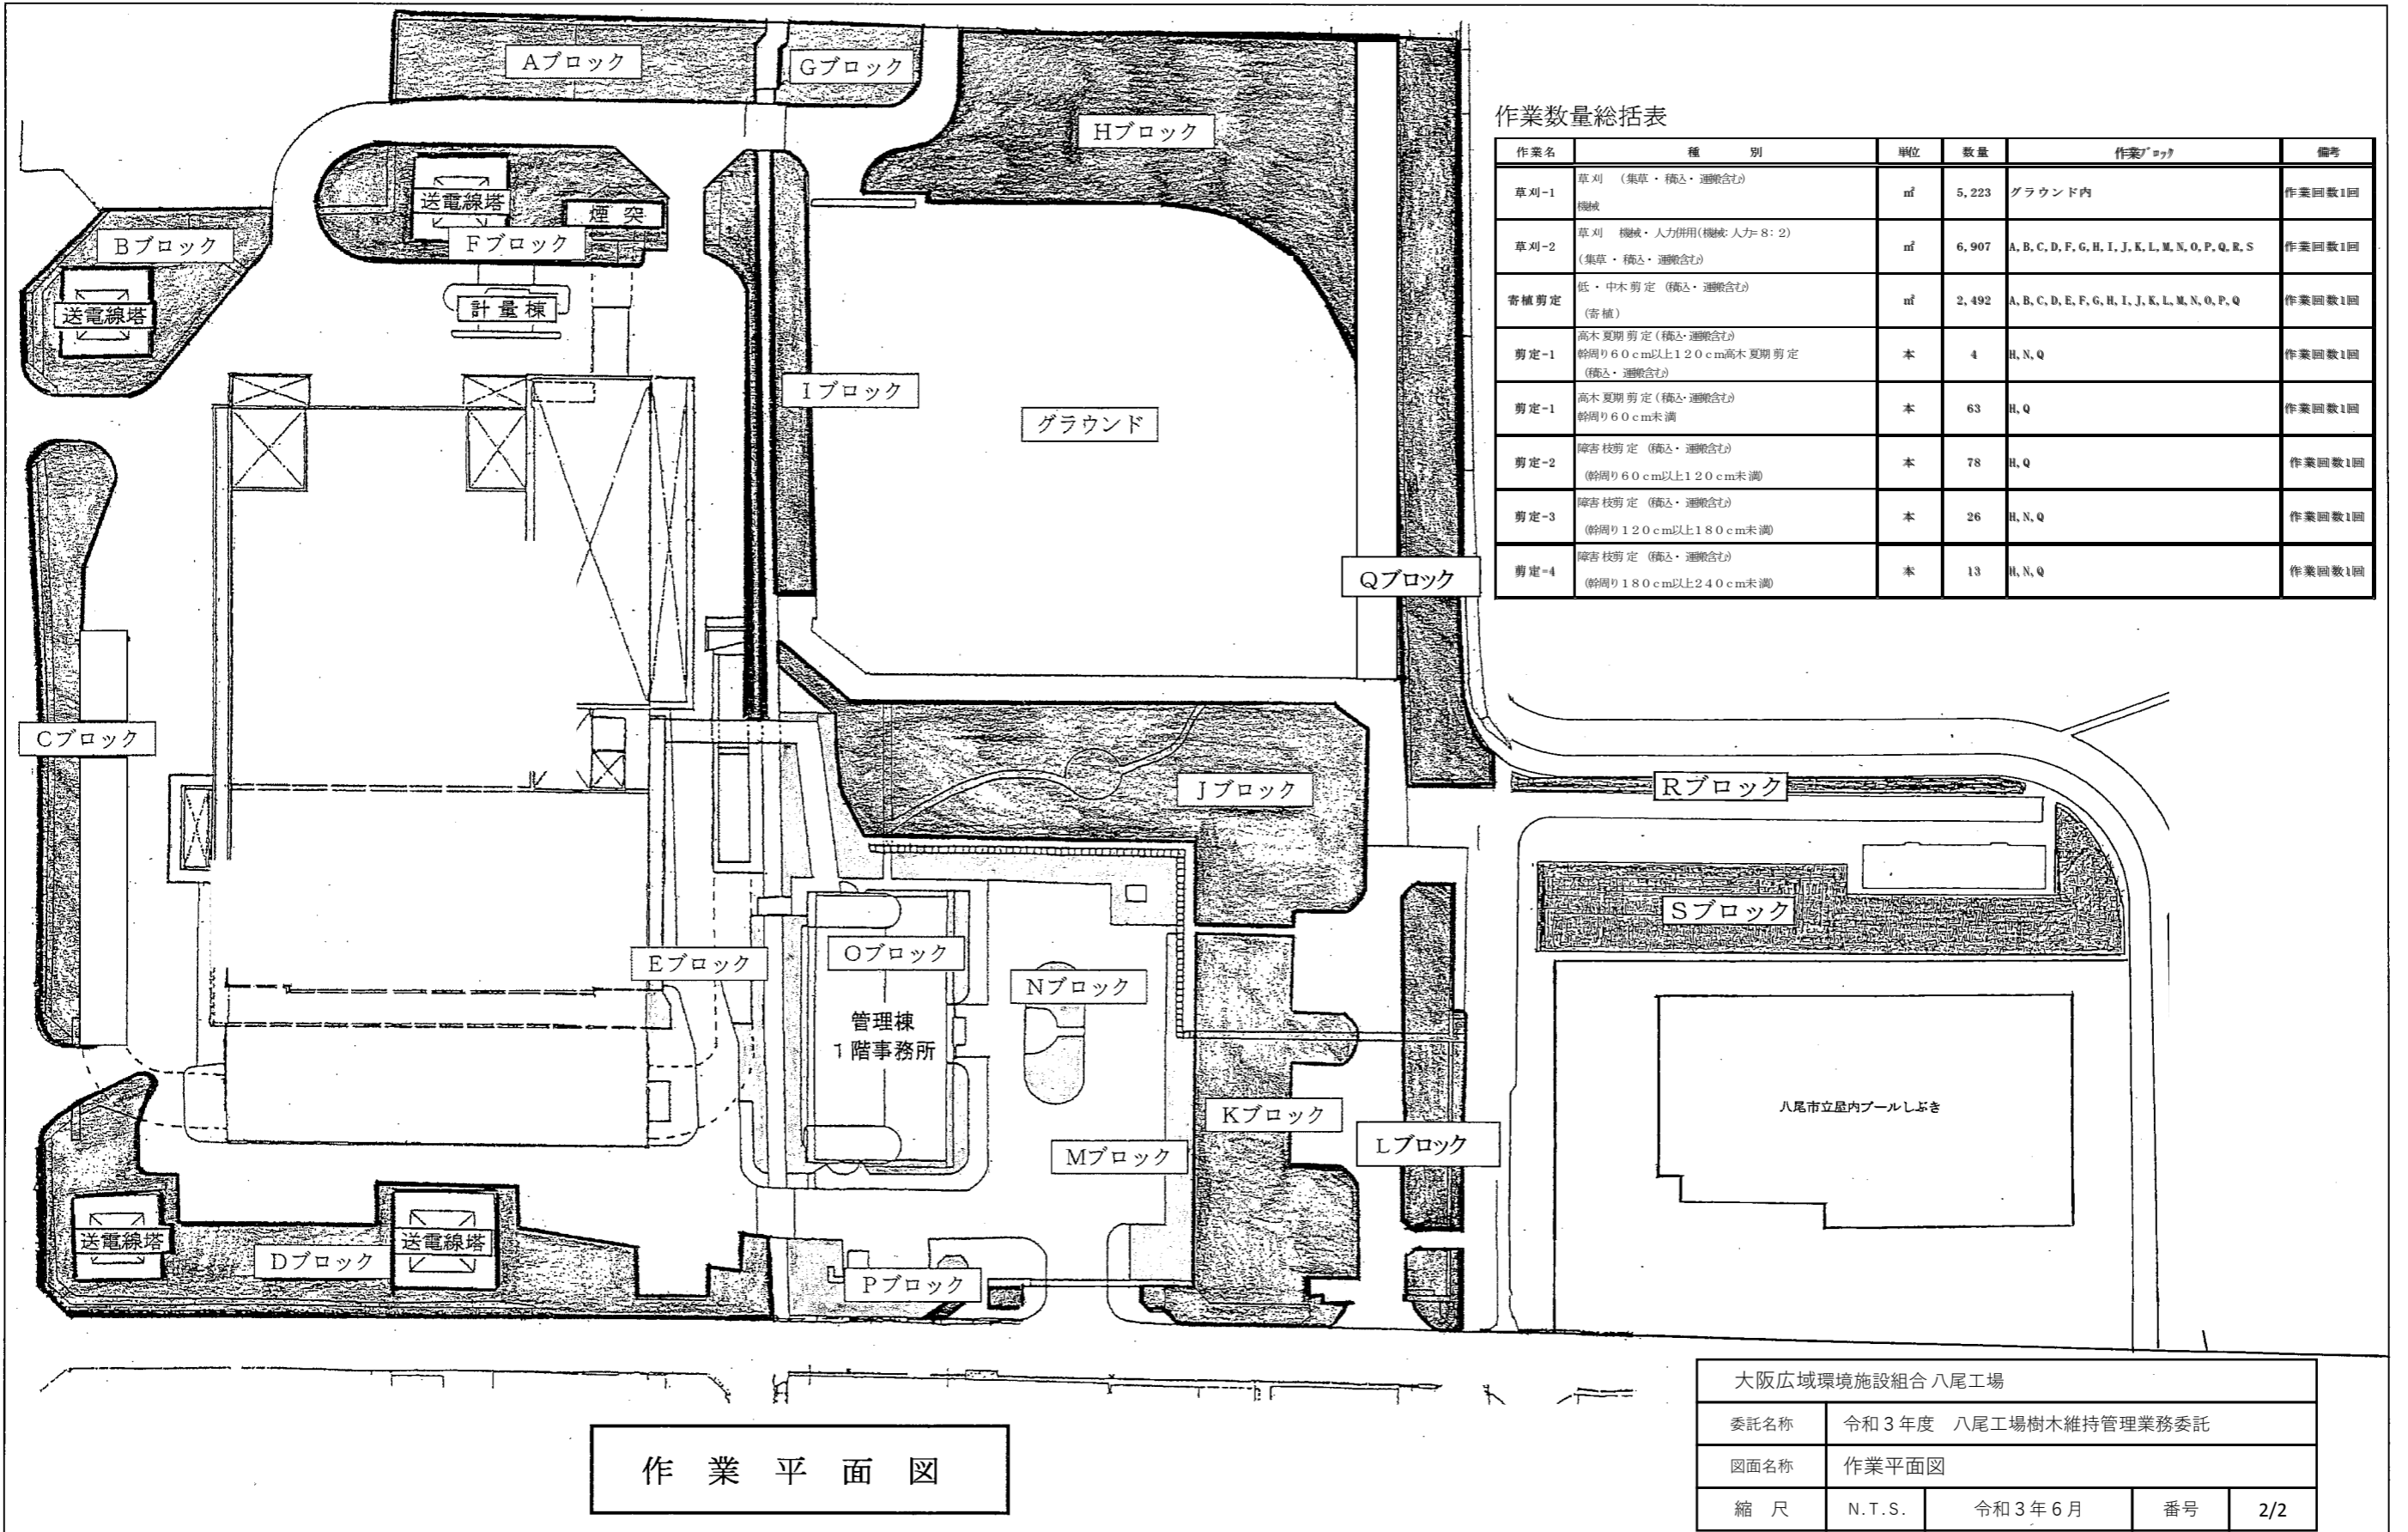 Aブロック
Gブロック
Hブロック
送電線塔
煙突
Fブロック
Bブロック
送電線塔
計量棟
Iブロック
グラウンド
Qブロック
Cブロック
Jブロック
Rブロック
Sブロック
Eブロック
Oブロック
Nブロック
管理棟
1階事務所
Kブロック
Mブロック
Lブロック
八尾市立屋内プールしぶき
送電線塔
Dブロック
送電線塔
Pブロック
作業数量総括表
作業名 種 別 単位 数量 作業ブロック 備考
草刈-1 草刈 (集草・積込・運搬含む) ㎡ 5,223 グラウンド内 作業回数1回
機械
草刈-2 草刈 機械・人力併用(機械:人力=8:2) ㎡ 6,907 A,B,C,D,F,G,H,I,J,K,L,M,N,O,P,Q,R,S 作業回数1回
(集草・積込・運搬含む)
寄植剪定 低・中木剪定 (積込・運搬含む) ㎡ 2,492 A,B,C,D,E,F,G,H,I,J,K,L,M,N,O,P,Q 作業回数1回
(寄植)
剪定-1 高木夏期剪定(積込・運搬含む) 本 4 H,N,Q 作業回数1回
幹周り60cm以上120cm高木夏期剪定
(積込・運搬含む)
剪定-1 高木夏期剪定(積込・運搬含む) 本 63 H,Q 作業回数1回
幹周り60cm未満
剪定-2 障害枝剪定 (積込・運搬含む) 本 78 H,Q 作業回数1回
(幹周り60cm以上120cm未満)
剪定-3 障害枝剪定 (積込・運搬含む) 本 26 H,N,Q 作業回数1回
(幹周り120cm以上180cm未満)
剪定=4 障害枝剪定 (積込・運搬含む) 本 13 H,N,Q 作業回数1回
(幹周り180cm以上240cm未満)
作業平面図
大阪広域環境施設組合 八尾工場
委託名称 令和3年度 八尾工場樹木維持管理業務委託
図面名称 作業平面図
縮尺 N.T.S. 令和3年6月 番号 2/2